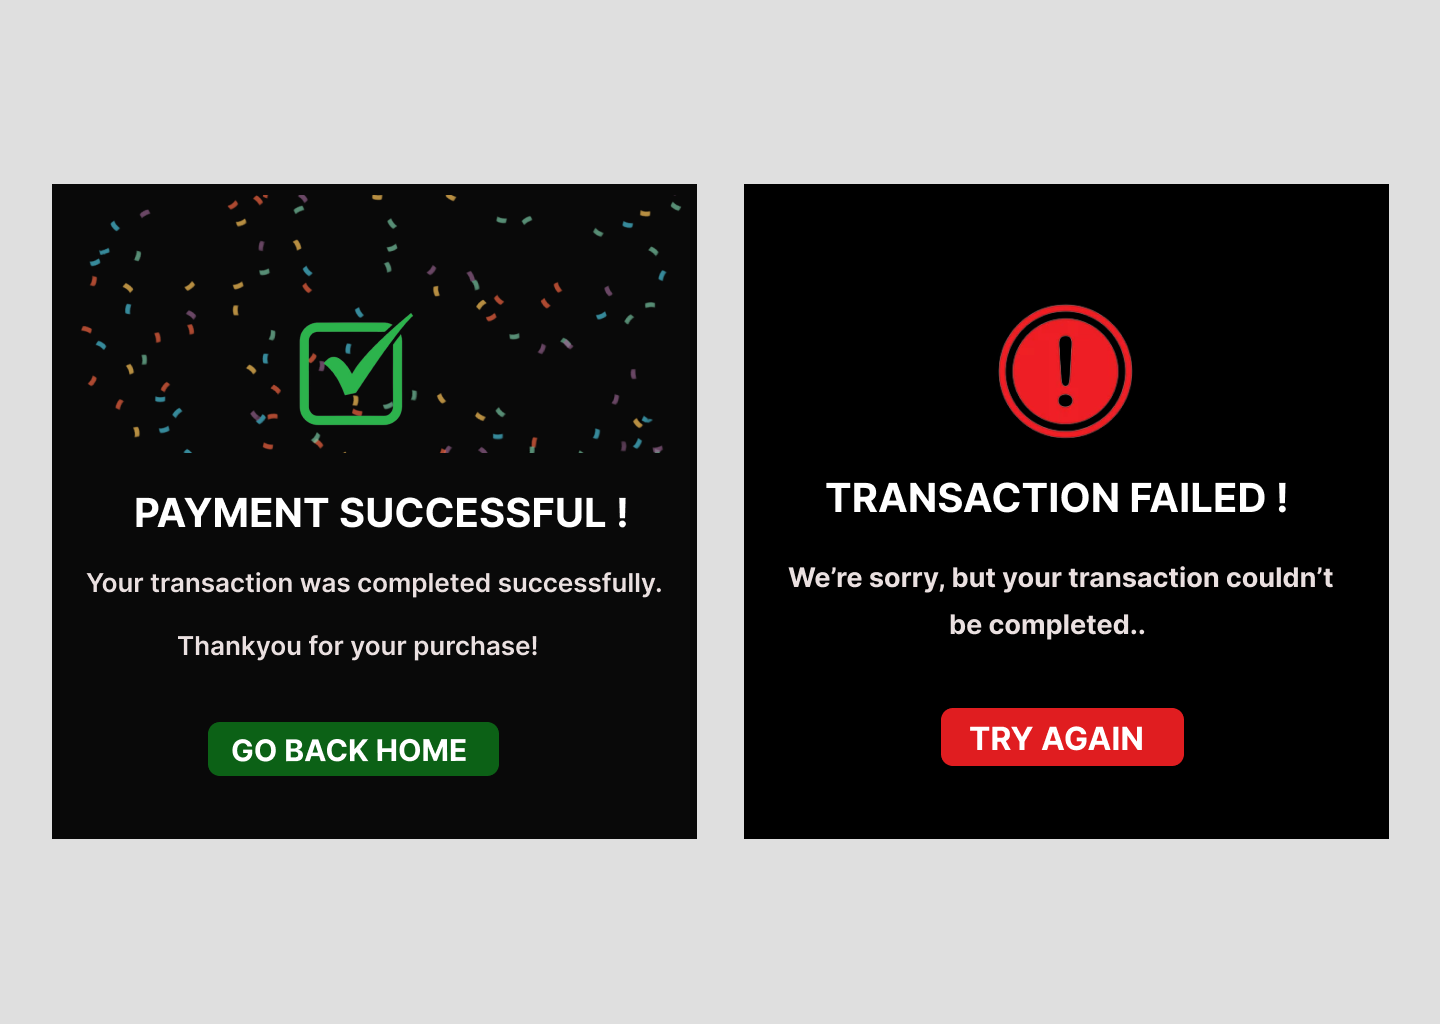 PAYMENT SUCCESSFUL !
Your transaction was completed successfully.
Thankyou for your purchase!
GO BACK HOME
TRANSACTION FAILED !
We’re sorry, but your transaction couldn’t
be completed..
TRY AGAIN